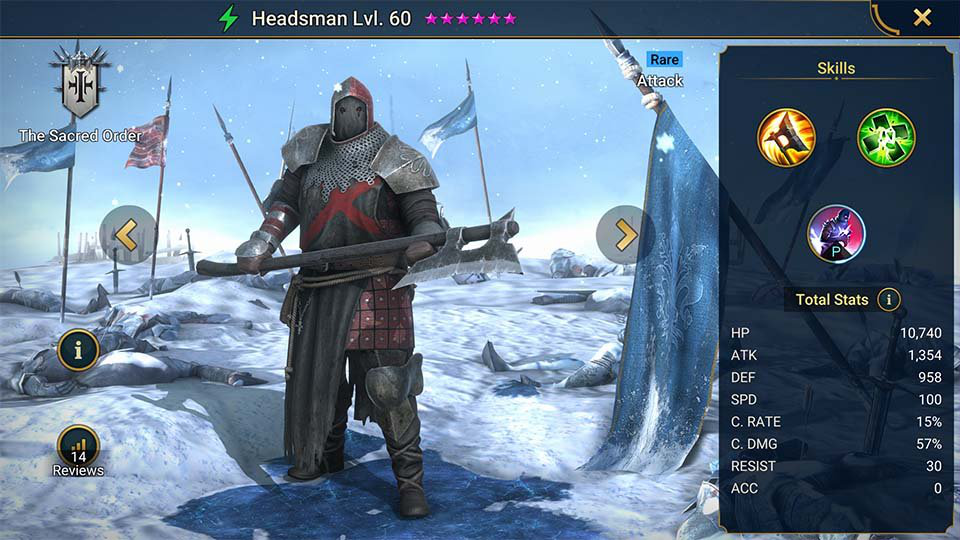 Headsman Lvl. 60
The Sacred Order
Rare
Attack
14
Reviews
Skills
P
Total Stats
HP 10,740
ATK 1,354
DEF 958
SPD 100
C. RATE 15%
C. DMG 57%
RESIST 30
ACC 0